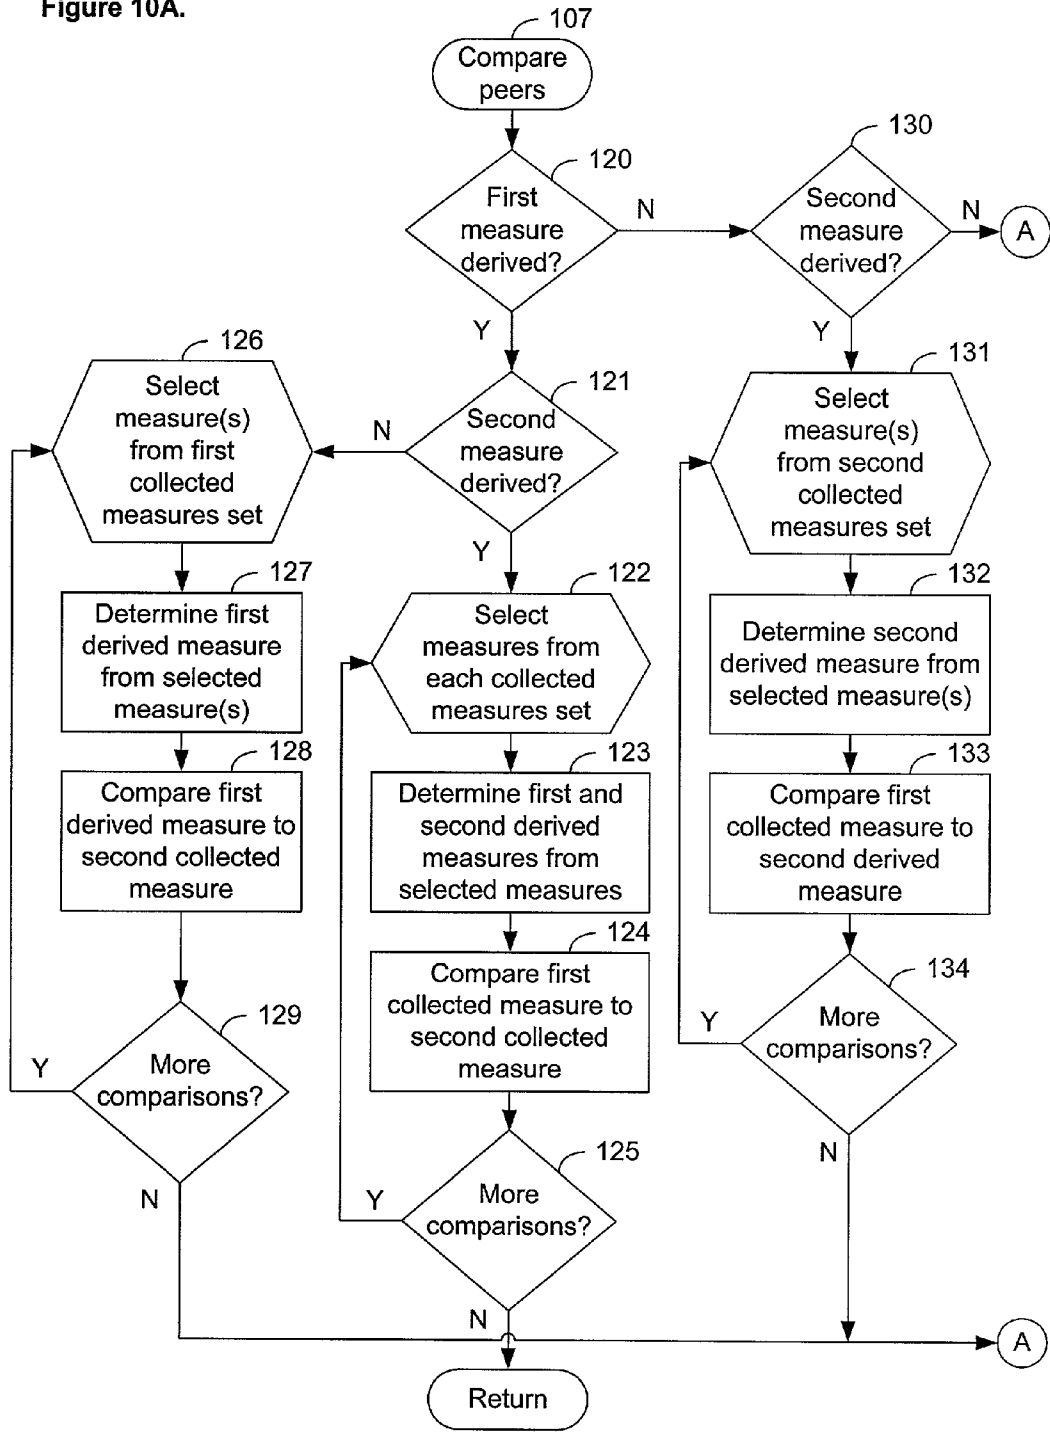 Figure 10A.
107
Compare
peers
120
First
measure
derived?
N
Y
130
Second
measure
derived?
N
A
Y
121
Second
measure
derived?
N
Y
126
Select
measure(s)
from first
collected
measures set
127
Determine first
derived measure
from selected
measure(s)
128
Compare first
derived measure to
second collected
measure
129
More
comparisons?
Y
N
122
Select
measures from
each collected
measures set
123
Determine first and
second derived
measures from
selected measures
124
Compare first
collected measure to
second collected
measure
125
More
comparisons?
Y
N
131
Select
measure(s)
from second
collected
measures set
132
Determine second
derived measure from
selected measure(s)
133
Compare first
collected measure to
second derived
measure
134
More
comparisons?
Y
N
A
Return